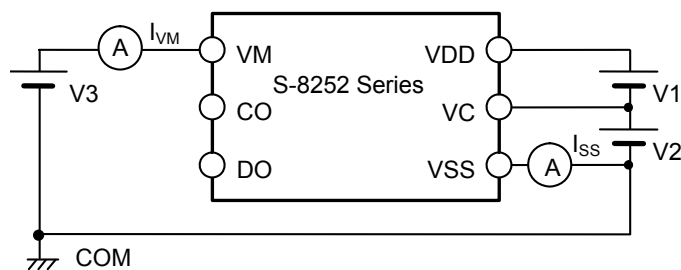 A I_VM VM VDD
S-8252 Series
V3 CO VC V1
DO VSS A I_SS V2
COM